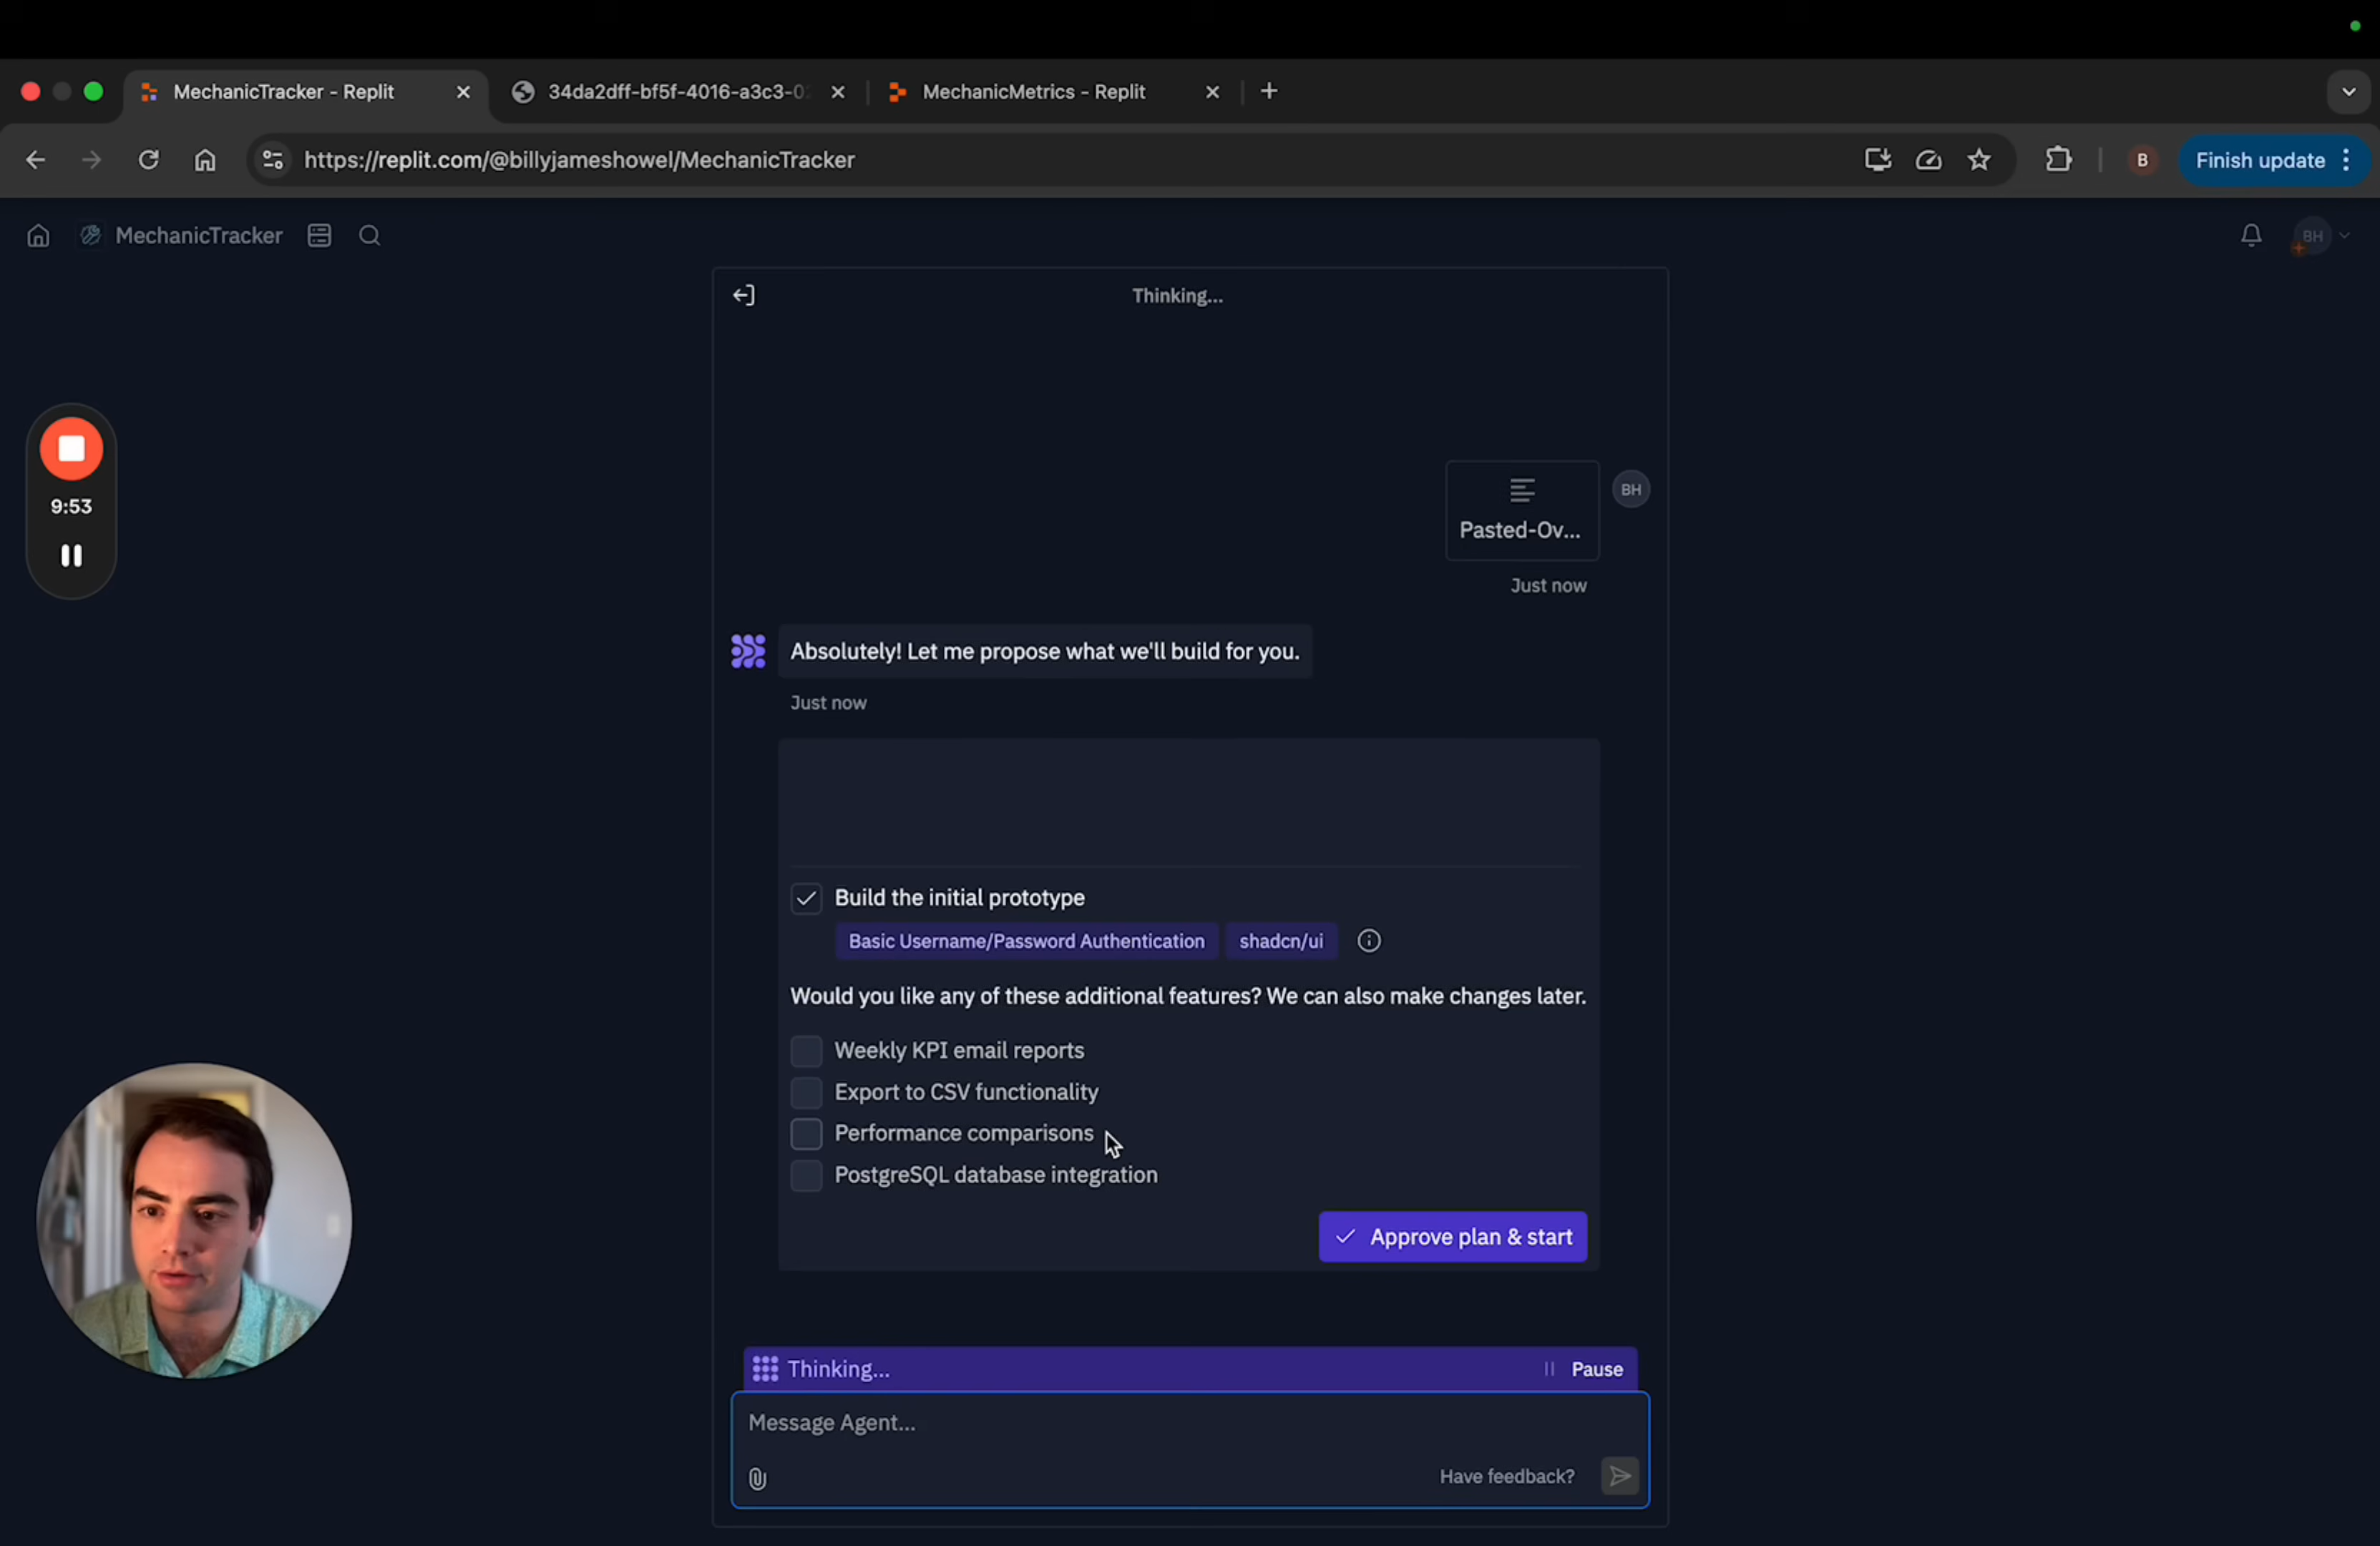 MechanicTracker - Replit
34da2dff-bf5f-4016-a3c3-0
MechanicMetrics - Replit
https://replit.com/@billyjameshowel/MechanicTracker
B
Finish update
MechanicTracker
BH
Thinking...
9:53
Pasted-Ov...
BH
Just now
Absolutely! Let me propose what we'll build for you.
Just now
Build the initial prototype
Basic Username/Password Authentication
shadcn/ui
Would you like any of these additional features? We can also make changes later.
Weekly KPI email reports
Export to CSV functionality
Performance comparisons
PostgreSQL database integration
Approve plan & start
Thinking...
Pause
Message Agent...
Have feedback?